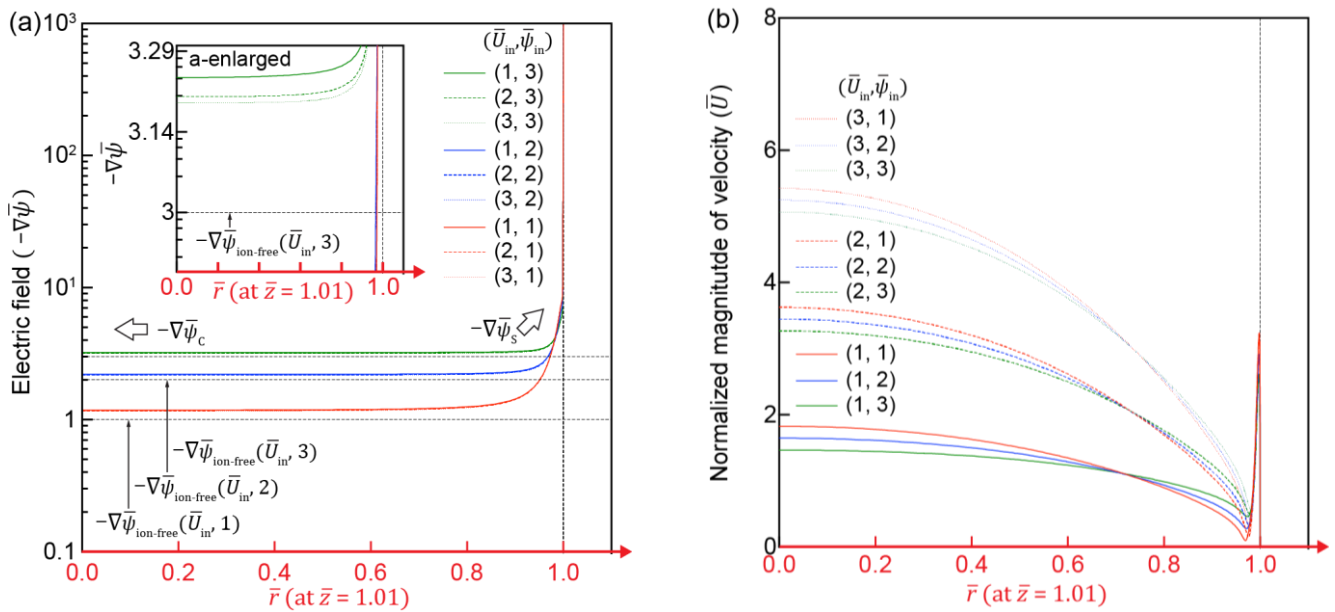 (a)
10³
10²
10¹
1
0.1
Electric field (−∇ψ̄)
a-enlarged
3.29
3.14
3
−∇ψ̄
−∇ψ̄ion-free(Ūin, 3)
0.0
1.0
r̄ (at z̄ = 1.01)
(Ūin,ψ̄in)
(1, 3)
(2, 3)
(3, 3)
(1, 2)
(2, 2)
(3, 2)
(1, 1)
(2, 1)
(3, 1)
−∇ψ̄C
−∇ψ̄S
−∇ψ̄ion-free(Ūin, 3)
−∇ψ̄ion-free(Ūin, 2)
−∇ψ̄ion-free(Ūin, 1)
0.0 0.2 0.4 0.6 0.8 1.0
r̄ (at z̄ = 1.01)
(b)
8
6
4
2
0
Normalized magnitutde of velocity (Ū)
(Ūin,ψ̄in)
(3, 1)
(3, 2)
(3, 3)
(2, 1)
(2, 2)
(2, 3)
(1, 1)
(1, 2)
(1, 3)
0.0 0.2 0.4 0.6 0.8 1.0
r̄ (at z̄ = 1.01)